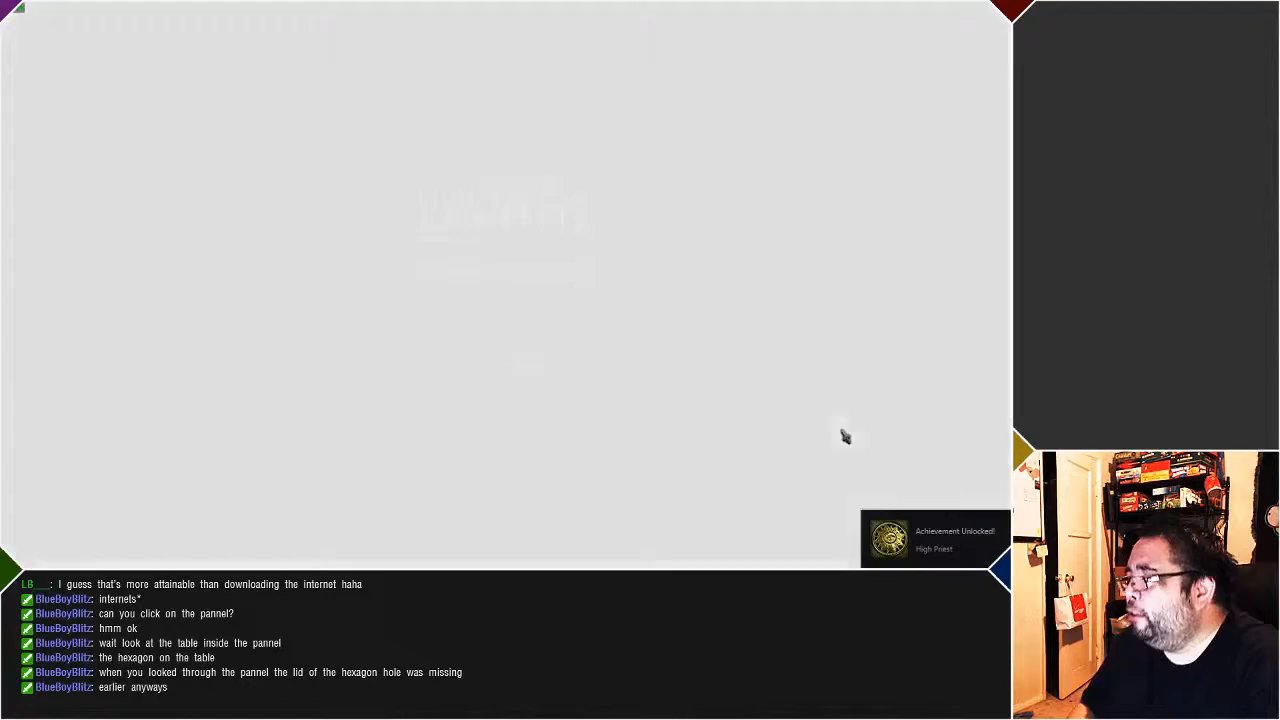 Achievement Unlocked!
High Priest
LB___: I guess that's more attainable than downloading the internet haha
BlueBoyBlitz: internets*
BlueBoyBlitz: can you click on the pannel?
BlueBoyBlitz: hmm ok
BlueBoyBlitz: wait look at the table inside the pannel
BlueBoyBlitz: the hexagon on the table
BlueBoyBlitz: when you looked through the pannel the lid of the hexagon hole was missing
BlueBoyBlitz: earlier anyways